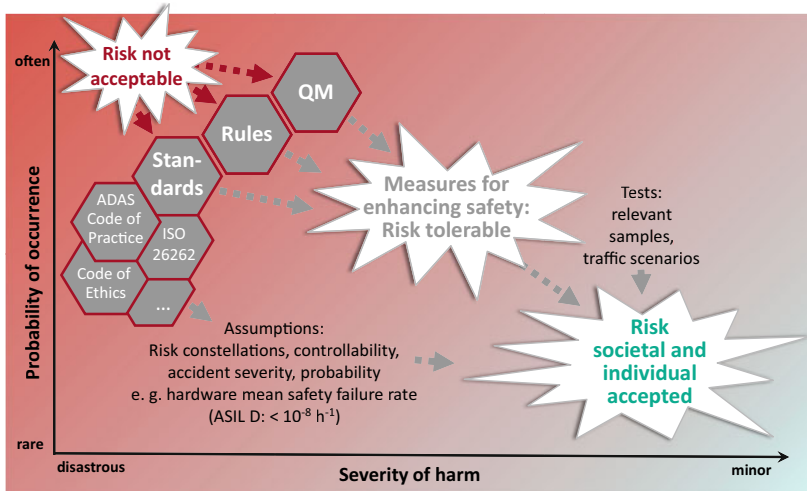 often
Probability of occurrence
rare
disastrous
Severity of harm
minor
Risk not
acceptable
QM
Rules
Stan-
dards
ADAS
Code of
Practice
ISO
26262
Code of
Ethics
...
Measures for
enhancing safety:
Risk tolerable
Tests:
relevant
samples,
traffic scenarios
Assumptions:
Risk constellations, controllability,
accident severity, probability
e. g. hardware mean safety failure rate
(ASIL D: < 10⁻⁸ h⁻¹)
Risk
societal and
individual
accepted